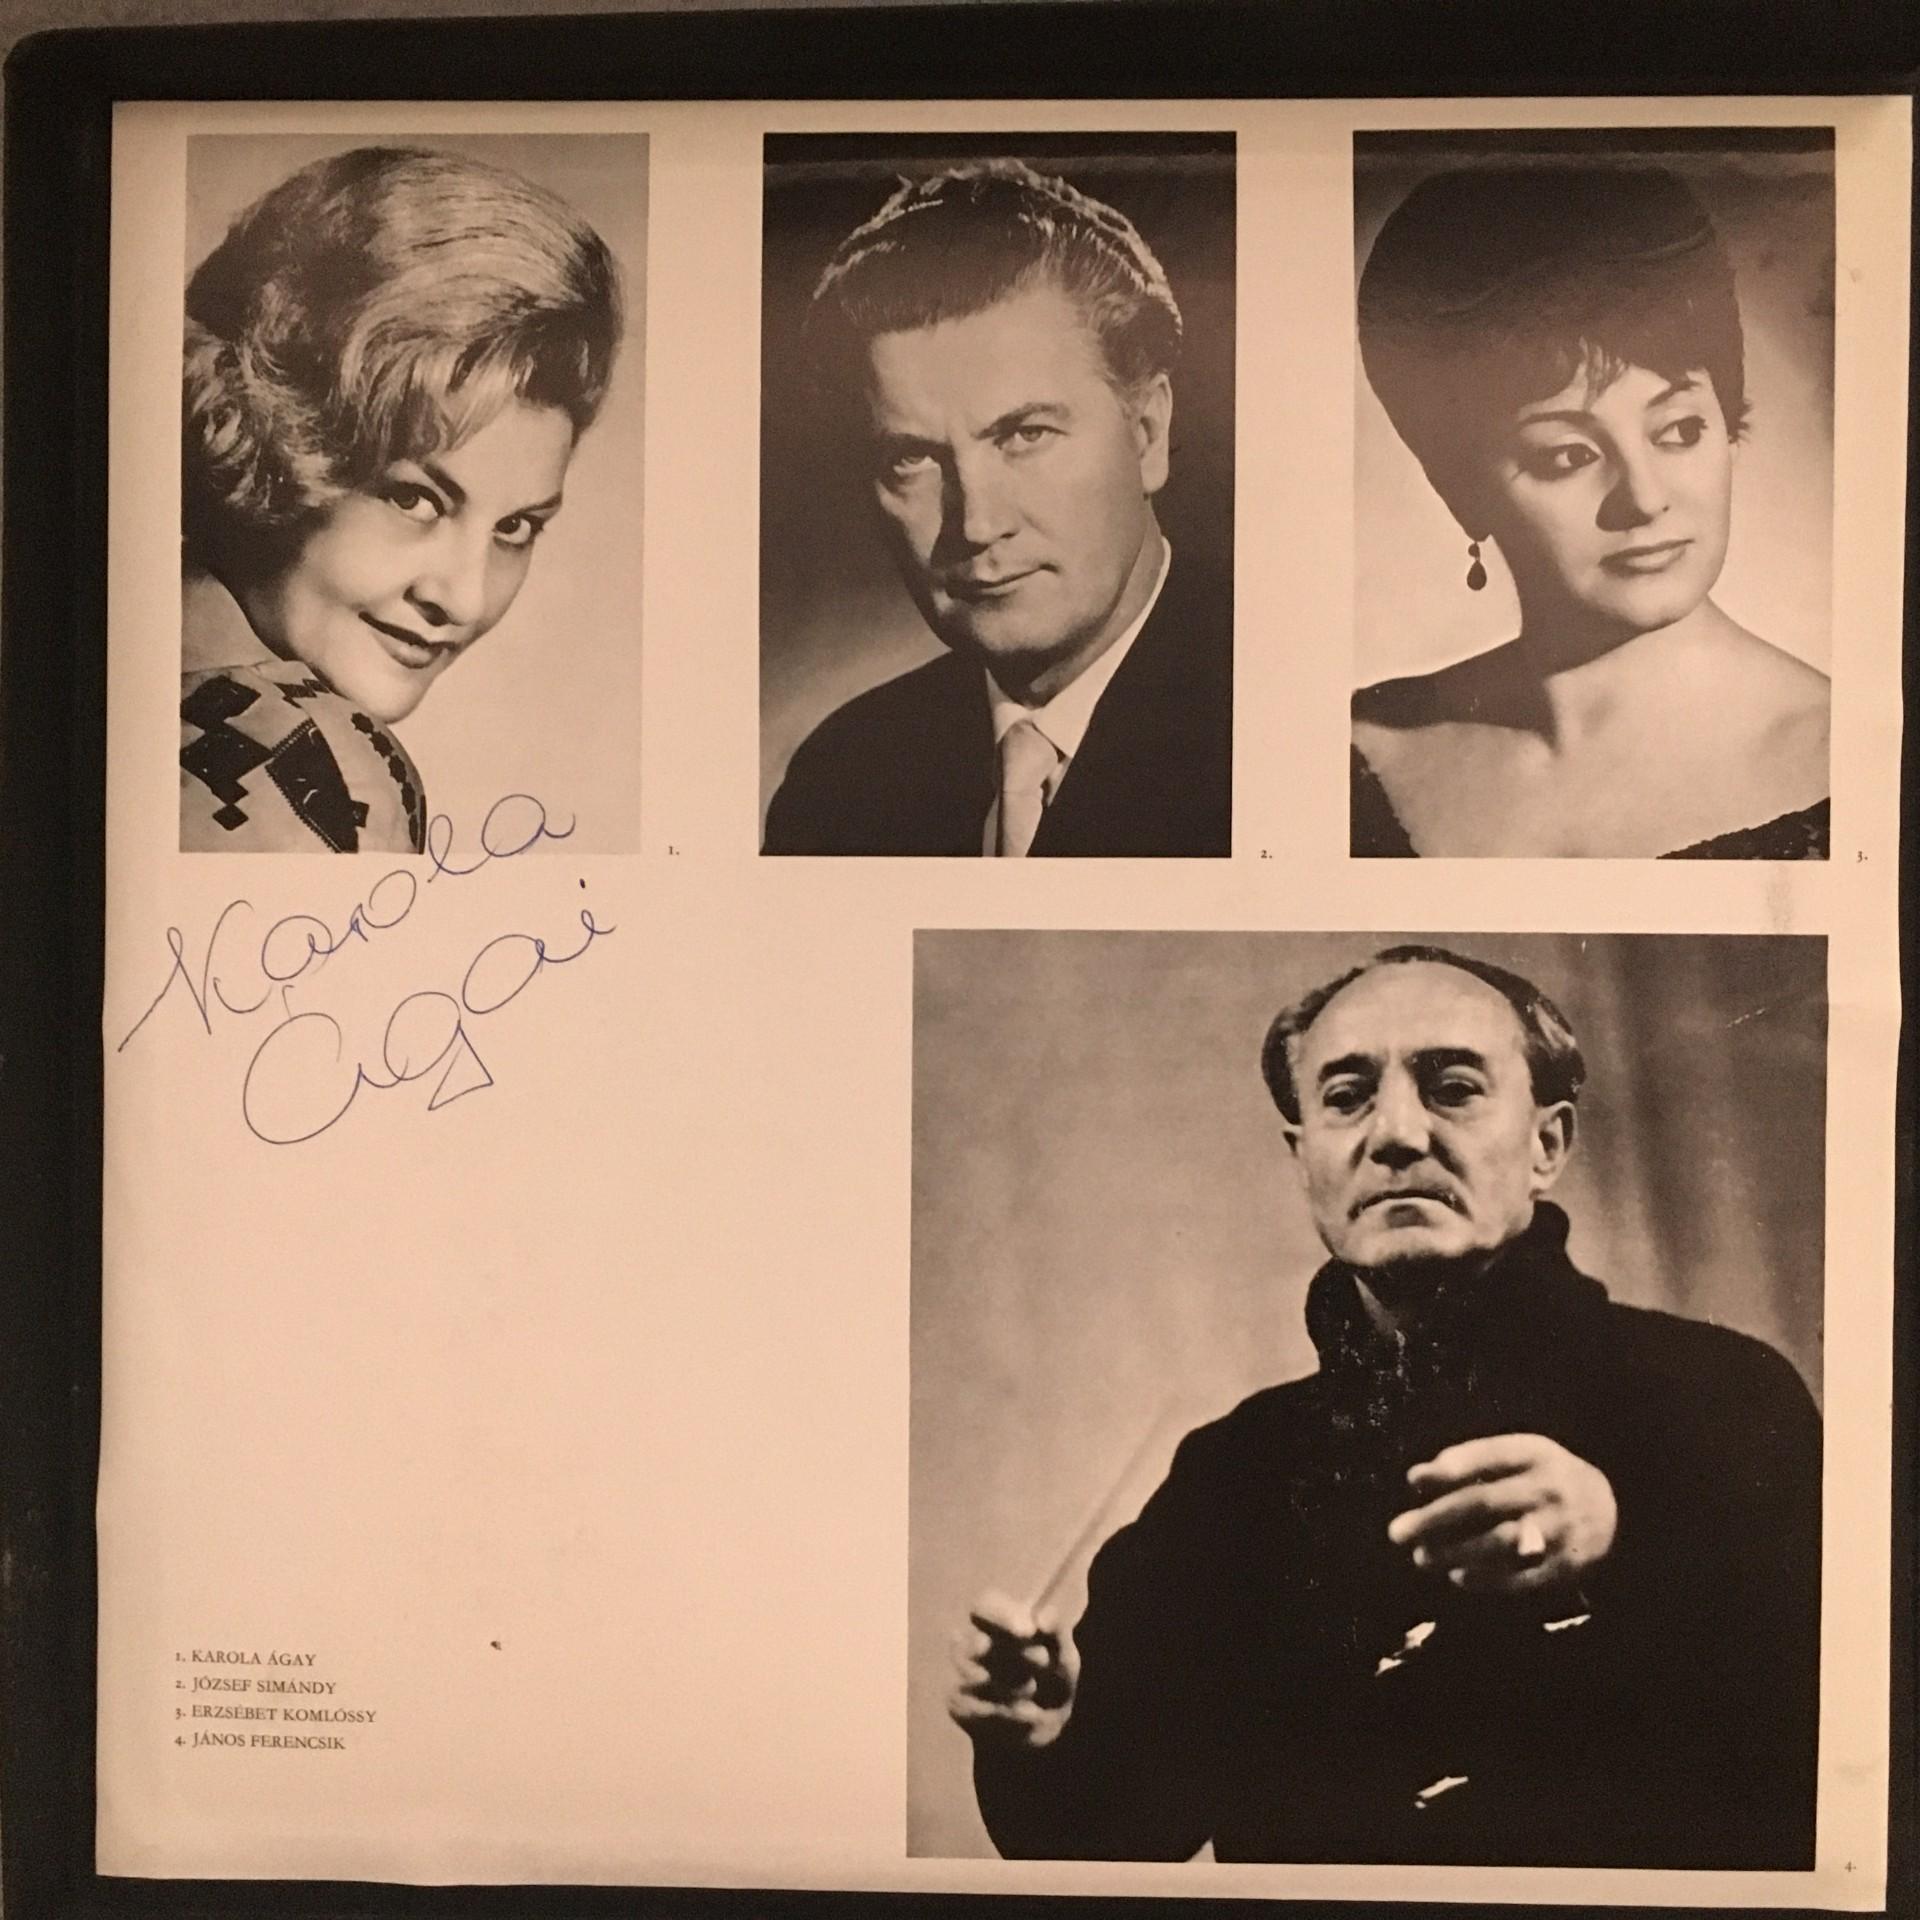 1.
2.
3.
Karola
Ágai
1. KAROLA ÁGAY
2. JÓZSEF SIMÁNDY
3. ERZSÉBET KOMLÓSSY
4. JÁNOS FERENCSIK
4.